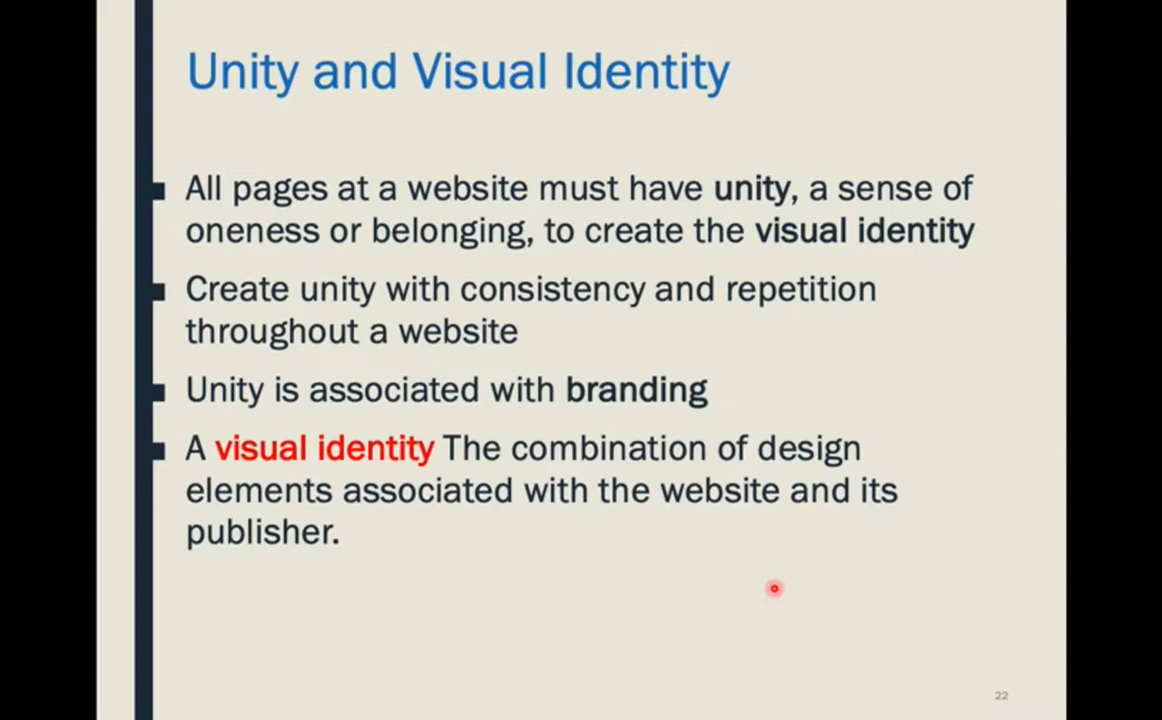 Unity and Visual Identity
All pages at a website must have unity, a sense of
oneness or belonging, to create the visual identity
Create unity with consistency and repetition
throughout a website
Unity is associated with branding
A visual identity The combination of design
elements associated with the website and its
publisher.
22